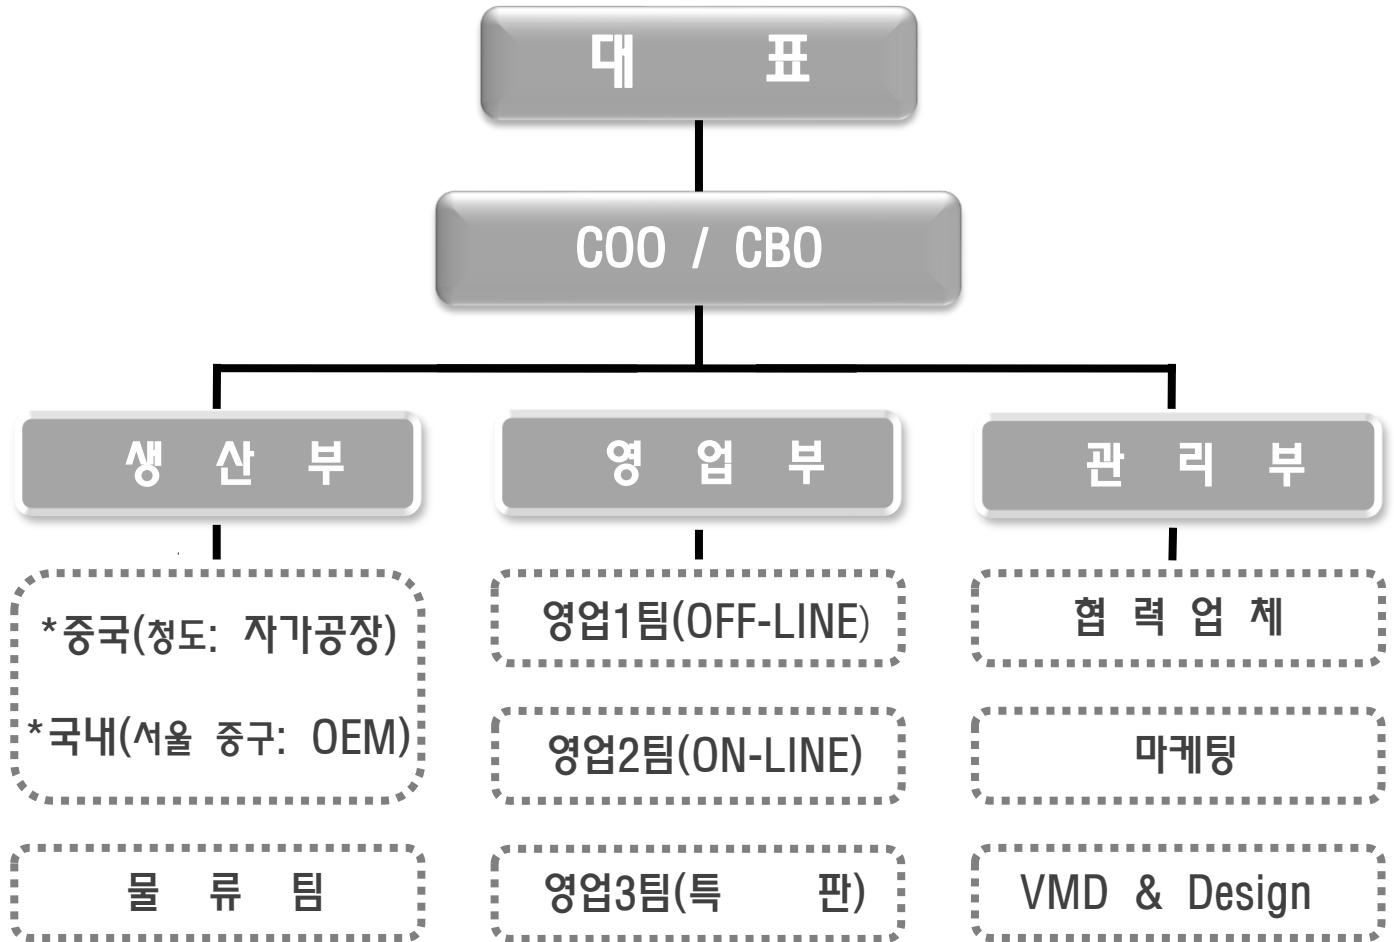 대 표
COO / CBO
생 산 부
영 업 부
관 리 부
*중국(청도: 자가공장)
*국내(서울 중구: OEM)
물 류 팀
영업1팀(OFF-LINE)
영업2팀(ON-LINE)
영업3팀(특 판)
협 력 업 체
마케팅
VMD & Design